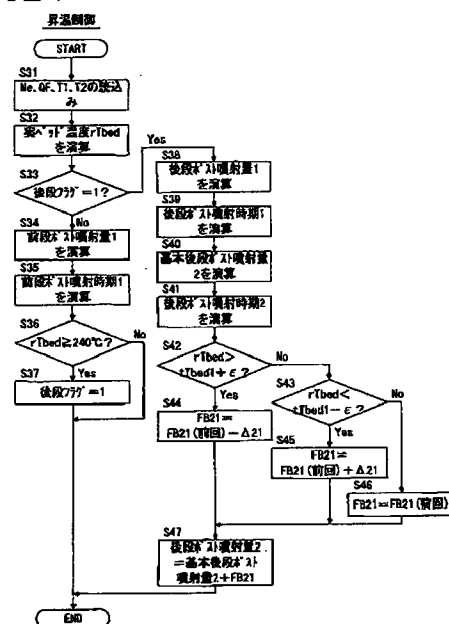 昇温制御
START
S31
Ne、QF、T1、T2の読込
み
S32
実ベッド温度rTbed
を演算
S33
後段フラグ=1?
Yes
No
S34
前段ポスト噴射量1
を演算
S35
前段ポスト噴射時期1
を演算
S36
rTbed≧240℃?
No
Yes
S37
後段フラグ=1
S38
後段ポスト噴射量1
を演算
S39
後段ポスト噴射時期1
を演算
S40
基本後段ポスト噴射量
2を演算
S41
後段ポスト噴射時期2
を演算
S42
rTbed>
tTbed1+ε?
No
Yes
S43
rTbed<
tTbed1-ε?
No
Yes
S44
FB21=
FB21(前回)-Δ21
S45
FB21=
FB21(前回)+Δ21
S46
FB21=FB21(前回)
S47
後段ポスト噴射量2
=基本後段ポスト
噴射量2+FB21
END